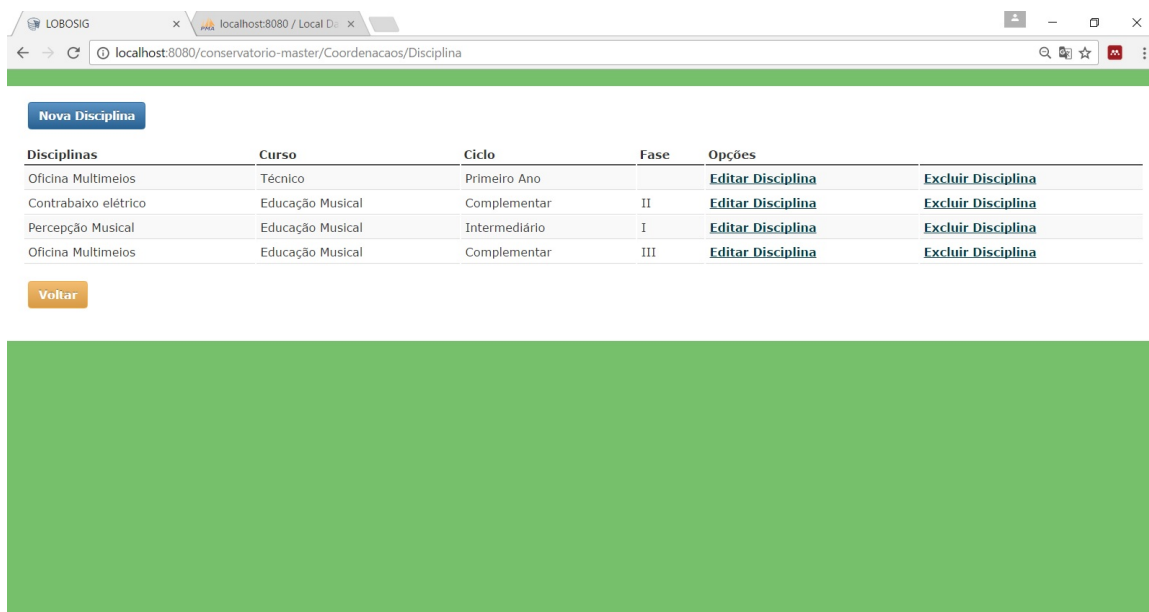 LOBOSIG
localhost:8080 / Local Da
localhost:8080/conservatorio-master/Coordenacaos/Disciplina
Nova Disciplina
Disciplinas Curso Ciclo Fase Opções
Oficina Multimeios Técnico Primeiro Ano Editar Disciplina Excluir Disciplina
Contrabaixo elétrico Educação Musical Complementar II Editar Disciplina Excluir Disciplina
Percepção Musical Educação Musical Intermediário I Editar Disciplina Excluir Disciplina
Oficina Multimeios Educação Musical Complementar III Editar Disciplina Excluir Disciplina
Voltar